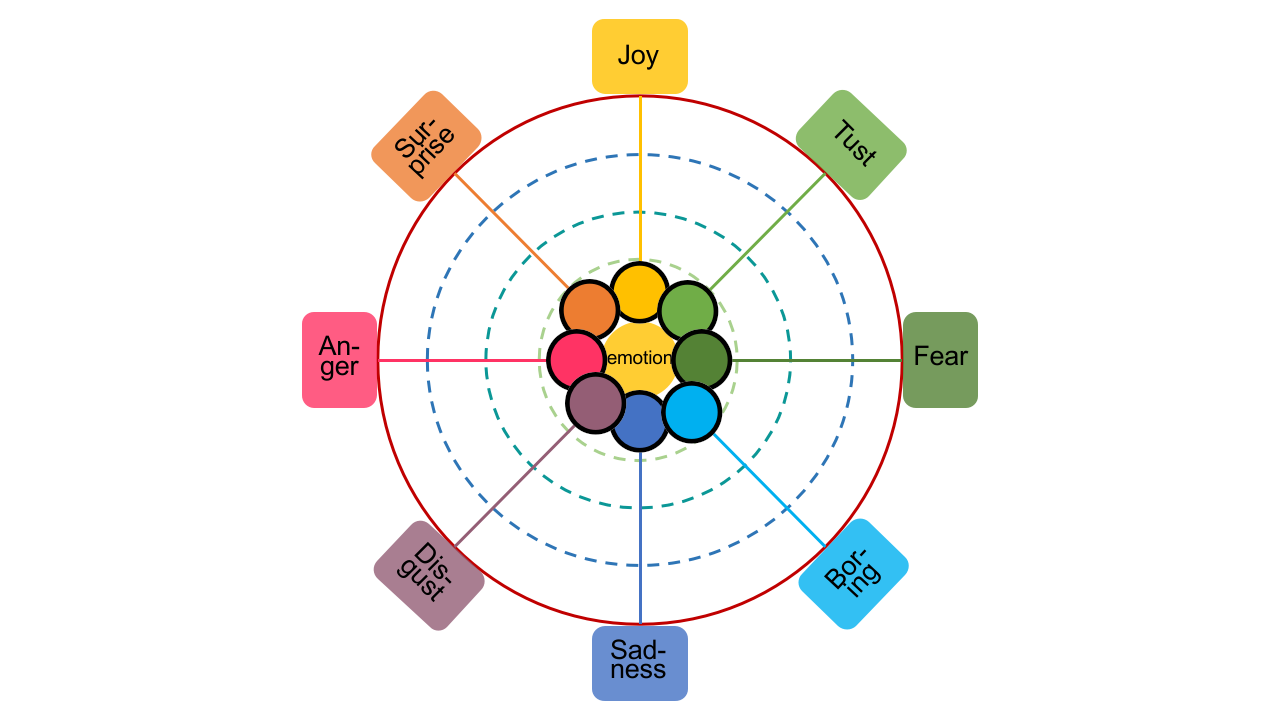 Joy
Sur-
prise
Tust
An-
ger
emotion
Fear
Dis-
gust
Bor-
ing
Sad-
ness